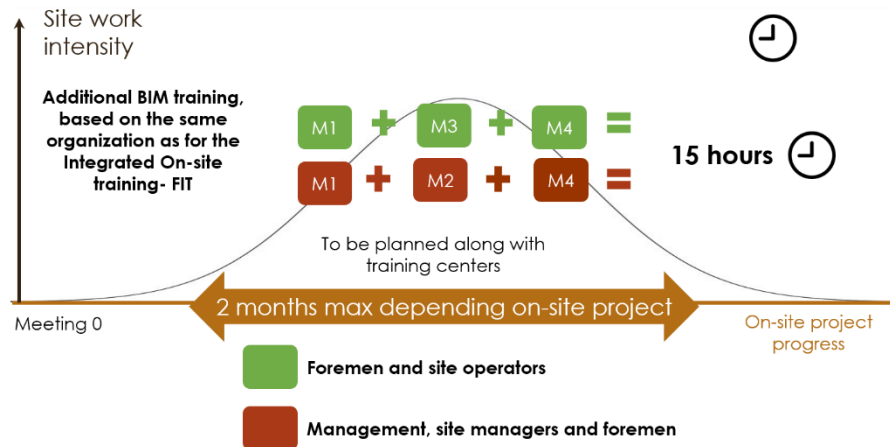 Site work
intensity
Additional BIM training,
based on the same
organization as for the
Integrated On-site
training- FIT
M1 + M3 + M4 =
M1 + M2 + M4 =
15 hours
To be planned along with
training centers
2 months max depending on-site project
Meeting 0
On-site project
progress
Foremen and site operators
Management, site managers and foremen